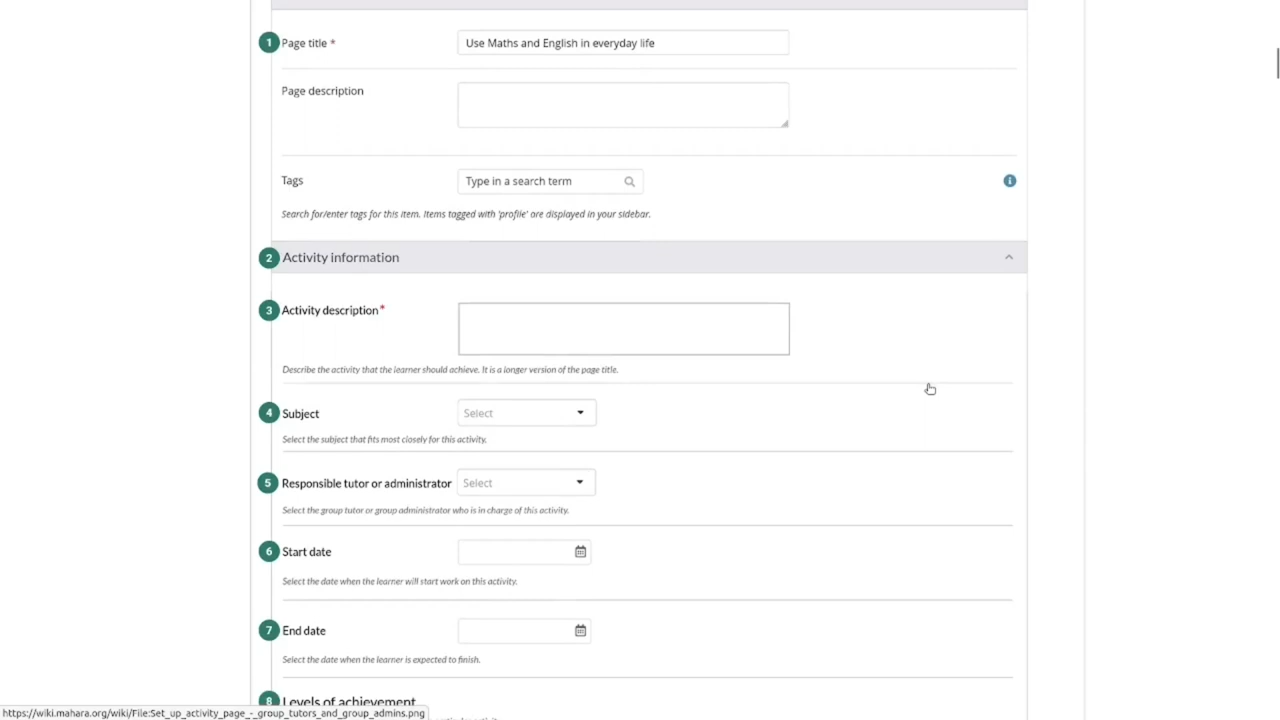 1 Page title *
Use Maths and English in everyday life
Page description
Tags
Type in a search term
Search for/enter tags for this item. Items tagged with 'profile' are displayed in your sidebar.
2 Activity information
3 Activity description*
Describe the activity that the learner should achieve. It is a longer version of the page title.
4 Subject
Select
Select the subject that fits most closely for this activity.
5 Responsible tutor or administrator
Select
Select the group tutor or group administrator who is in charge of this activity.
6 Start date
Select the date when the learner will start work on this activity.
7 End date
Select the date when the learner is expected to finish.
8 Levels of achievement
https://wiki.mahara.org/wiki/File:Set_up_activity_page_-_group_tutors_and_group_admins.png